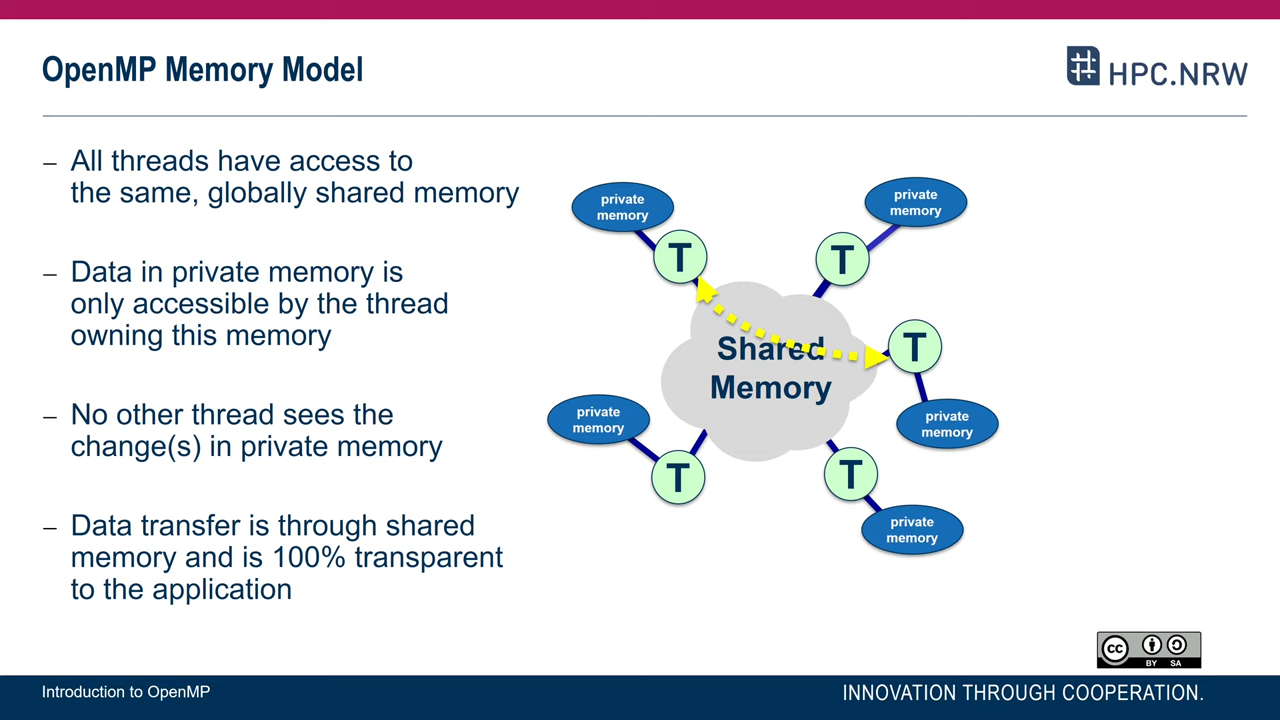 OpenMP Memory Model
HPC.NRW
– All threads have access to
the same, globally shared memory
– Data in private memory is
only accessible by the thread
owning this memory
– No other thread sees the
change(s) in private memory
– Data transfer is through shared
memory and is 100% transparent
to the application
private
memory
T
private
memory
T
Shared
Memory
T
private
memory
private
memory
T
T
private
memory
cc
BY SA
Introduction to OpenMP
INNOVATION THROUGH COOPERATION.